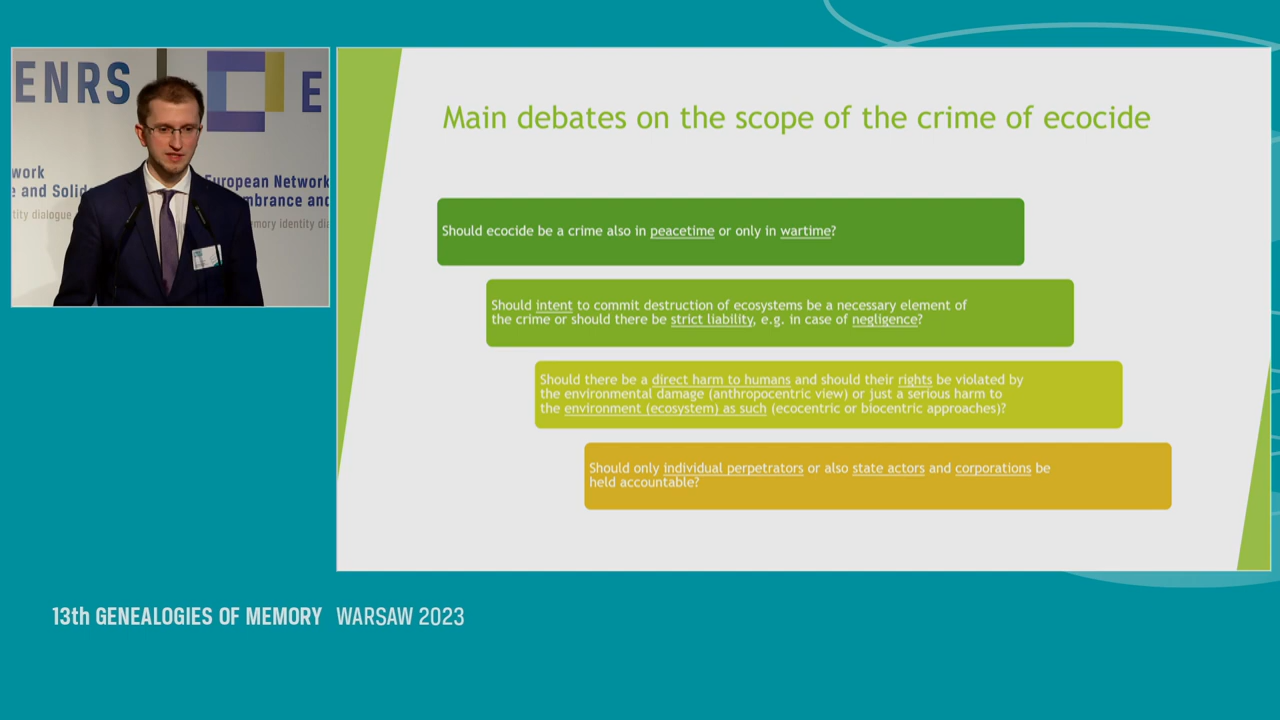 ENRS
E
work
e and Solid
tity dialogue
European Network
mbrance and
emory identity dia
Main debates on the scope of the crime of ecocide
Should ecocide be a crime also in peacetime or only in wartime?
Should intent to commit destruction of ecosystems be a necessary element of
the crime or should there be strict liability, e.g. in case of negligence?
Should there be a direct harm to humans and should their rights be violated by
the environmental damage (anthropocentric view) or just a serious harm to
the environment (ecosystem) as such (ecocentric or biocentric approaches)?
Should only individual perpetrators or also state actors and corporations be
held accountable?
13th GENEALOGIES OF MEMORY WARSAW 2023